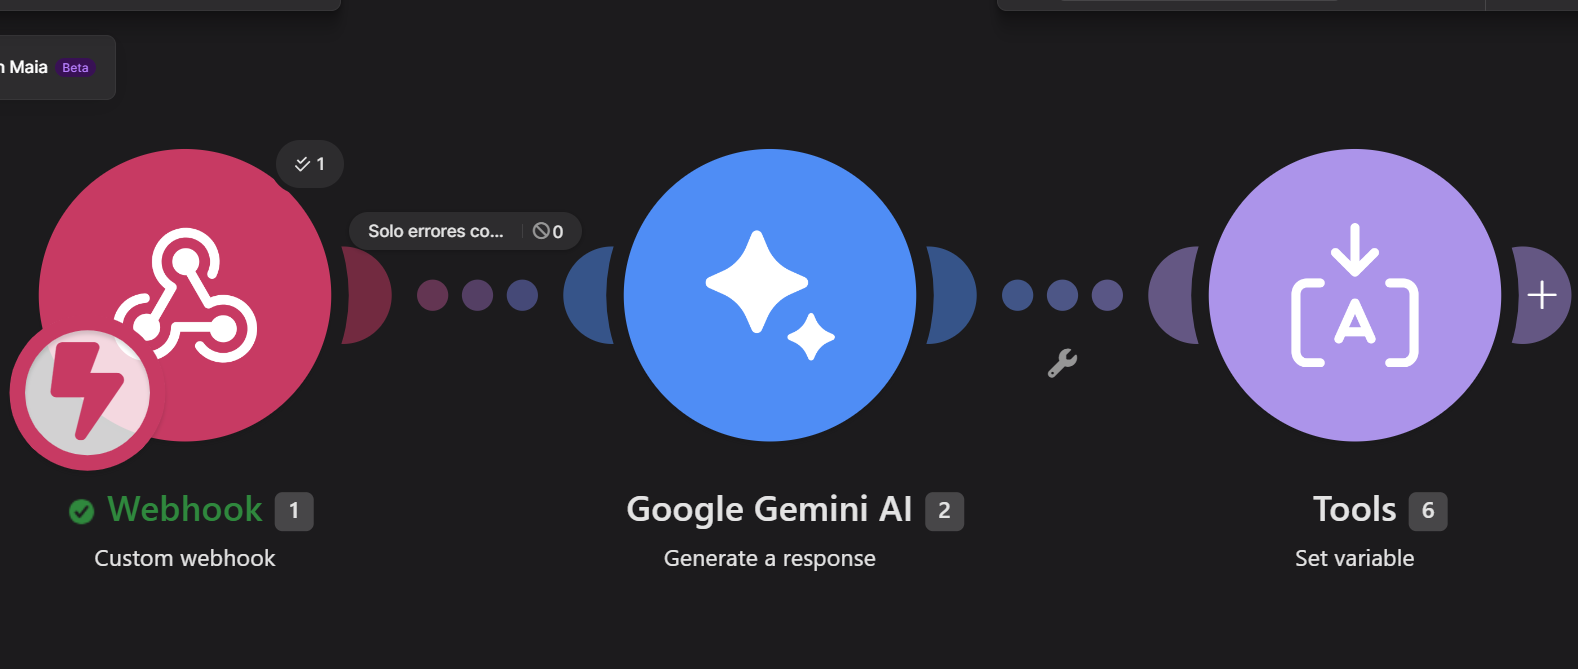 Maia Beta
1
Solo errores co... 0
A
Webhook 1
Custom webhook
Google Gemini AI 2
Generate a response
Tools 6
Set variable